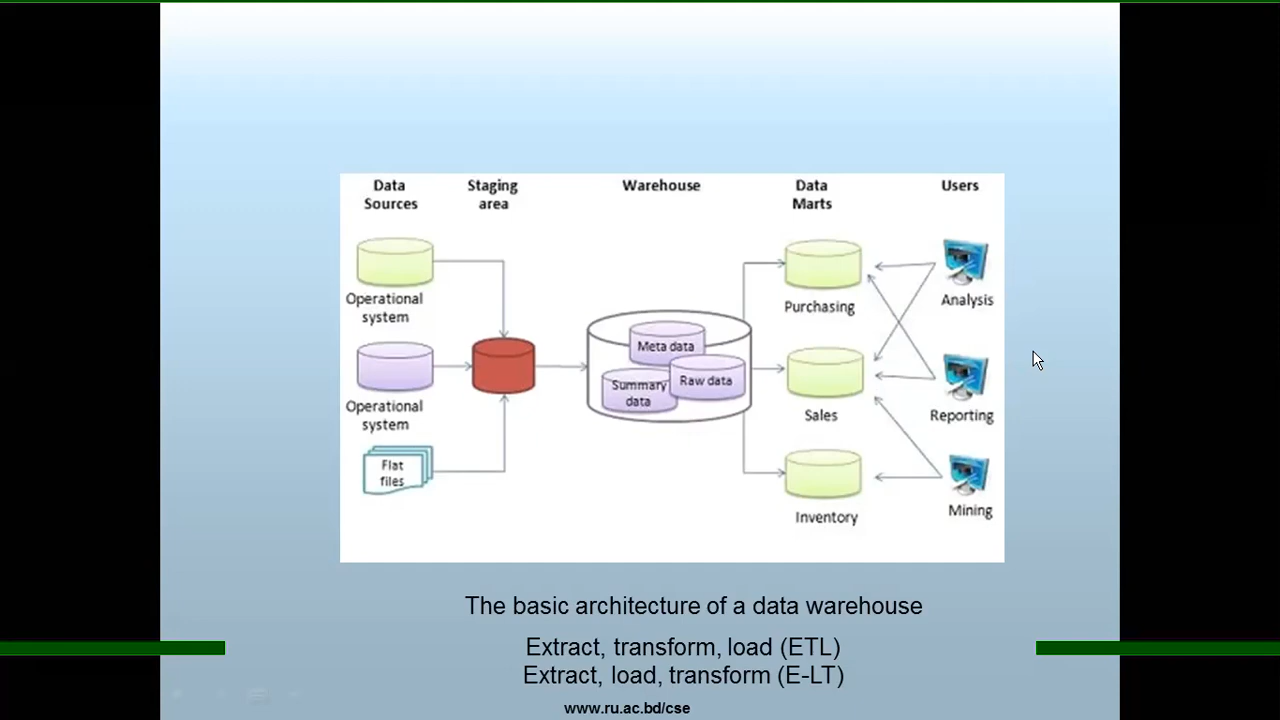 Data
Sources
Staging
area
Warehouse
Data
Marts
Users
Operational
system
Operational
system
Flat
files
Meta data
Summary
data
Raw data
Purchasing
Sales
Inventory
Analysis
Reporting
Mining
The basic architecture of a data warehouse
Extract, transform, load (ETL)
Extract, load, transform (E-LT)
www.ru.ac.bd/cse